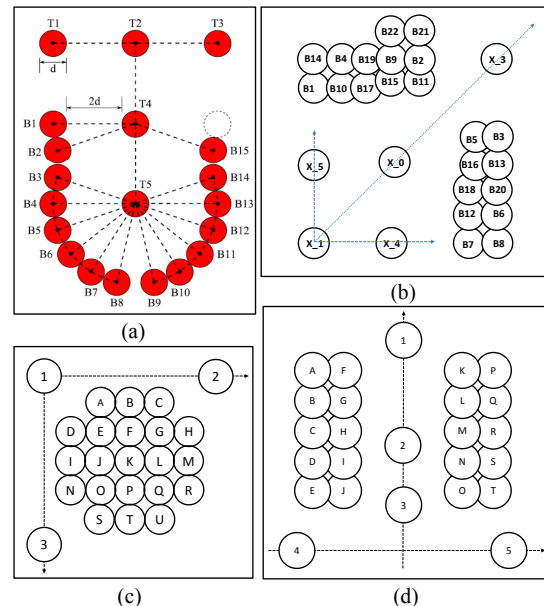 T1 T2 T3
d
2d
B1 T4
B2 B15
B3 T5 B14
B4 B13
B5 B12
B6 B11
B7 B10
B8 B9
(a)
B22 B21
B14 B4 B19 B9 B2
X_3
B1 B10 B17 B15 B11
B5 B3
X_5 X_0 B16 B13
B18 B20
B12 B6
X_1 X_4 B7 B8
(b)
1 2
A B C
D E F G H
I J K L M
N O P Q R
S T U
3
(c)
1
A F K P
B G L Q
C H 2 M R
D I N S
E J 3 O T
4 5
(d)